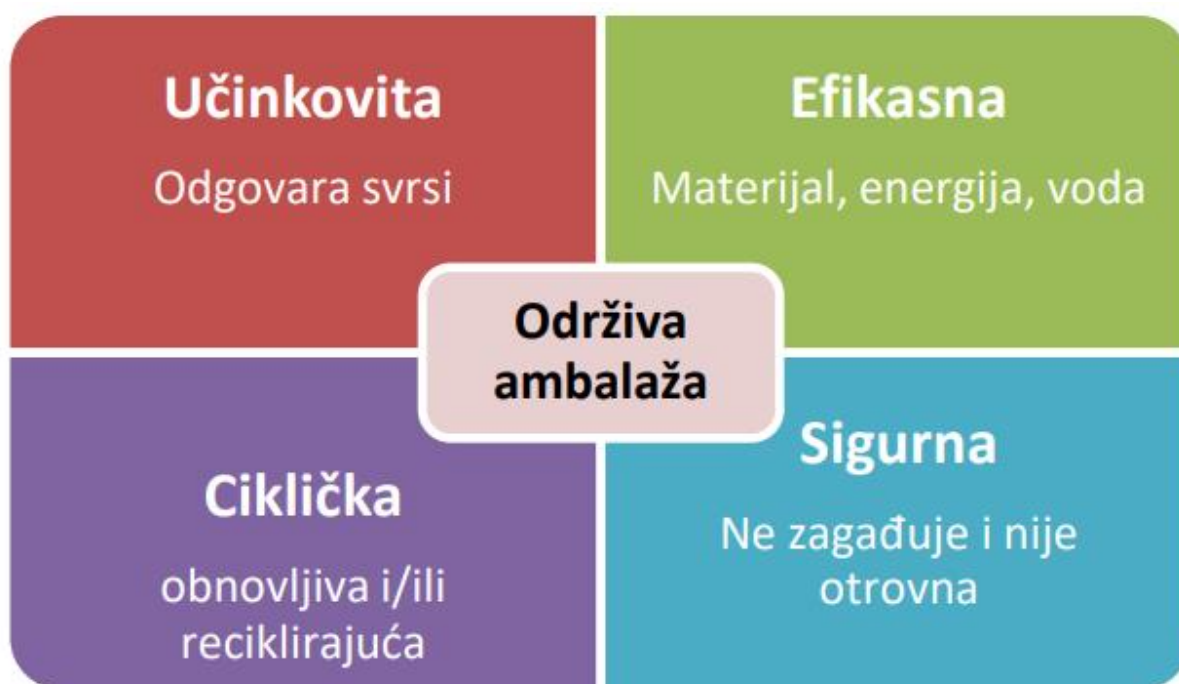 Učinkovita
Odgovara svrsi
Efikasna
Materijal, energija, voda
Održiva
ambalaža
Ciklička
obnovljiva i/ili
reciklirajuća
Sigurna
Ne zagađuje i nije
otrovna